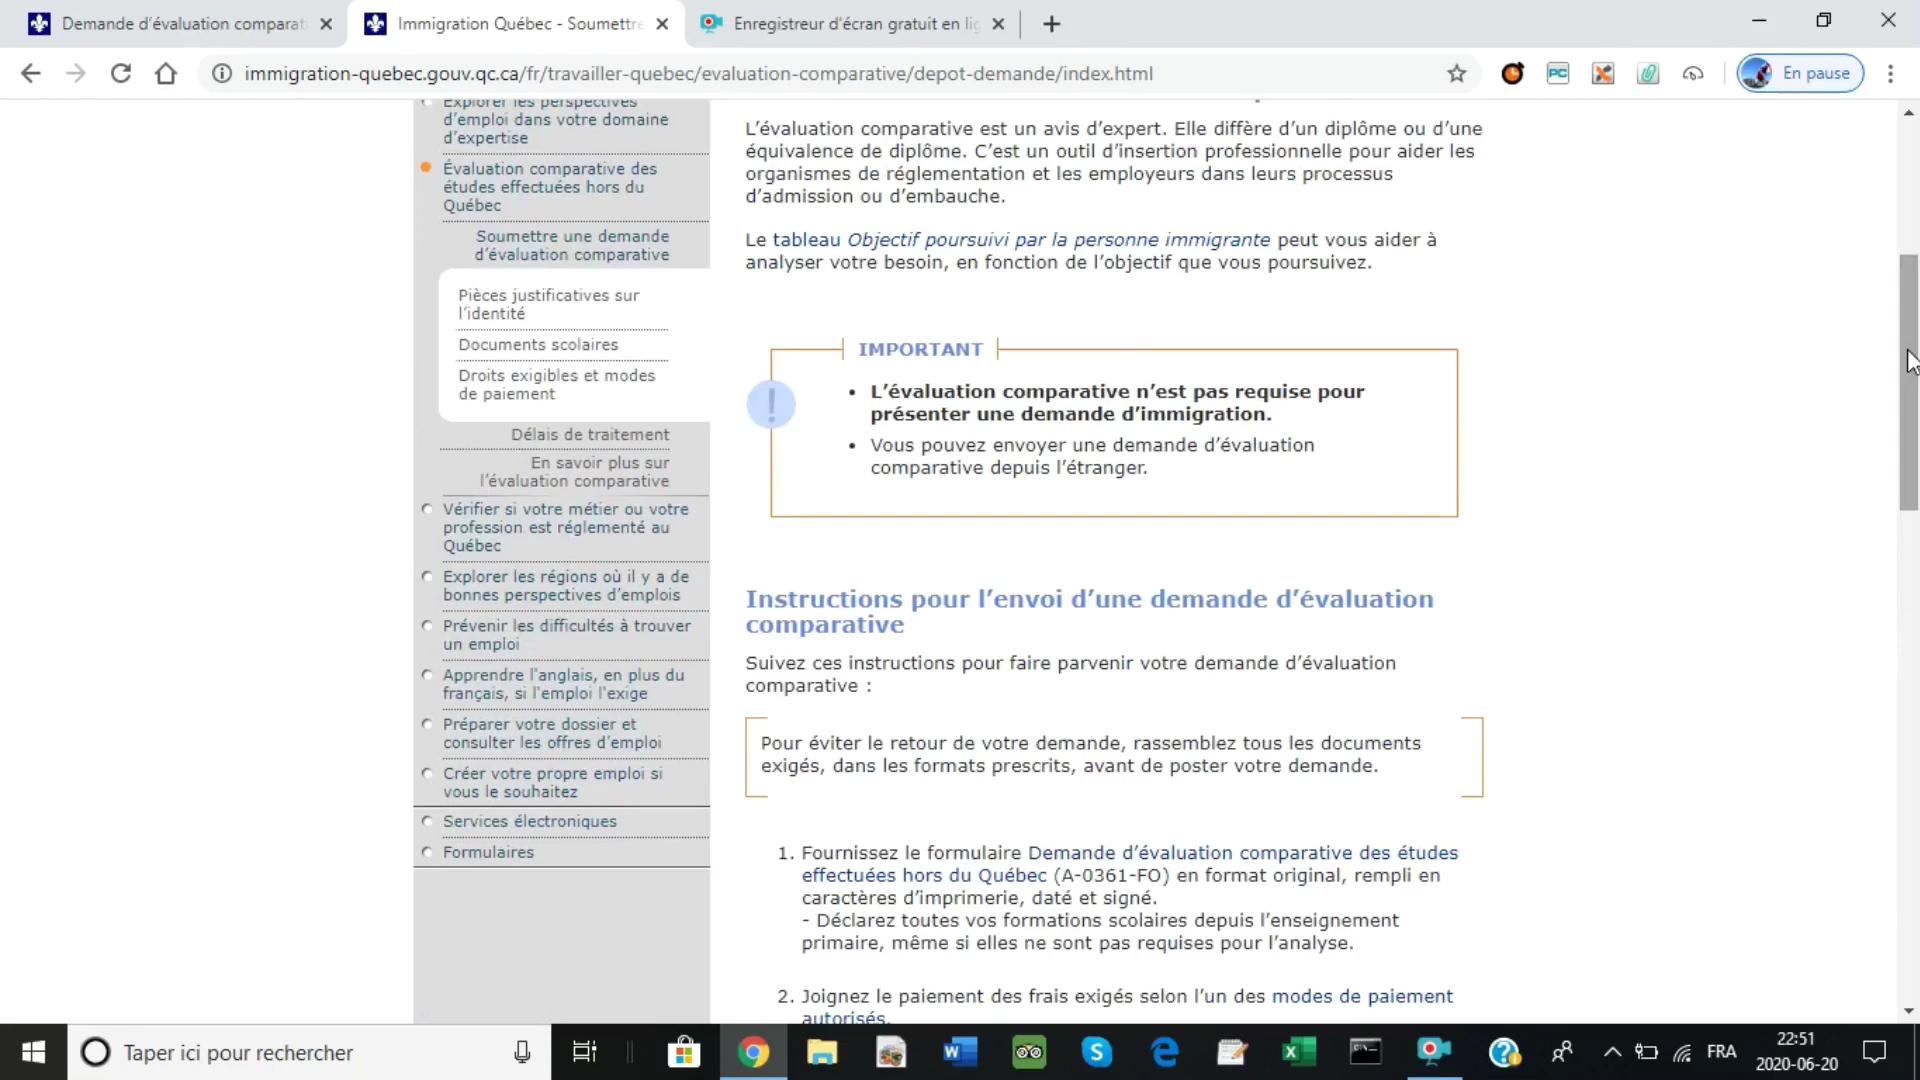 Demande d’évaluation comparat
Immigration Québec - Soumettre
Enregistreur d'écran gratuit en lig
immigration-quebec.gouv.qc.ca/fr/travailler-quebec/evaluation-comparative/depot-demande/index.html
PC
En pause
Explorer les perspectives
d’emploi dans votre domaine
d’expertise
Évaluation comparative des
études effectuées hors du
Québec
Soumettre une demande
d’évaluation comparative
Pièces justificatives sur
l’identité
Documents scolaires
Droits exigibles et modes
de paiement
Délais de traitement
En savoir plus sur
l’évaluation comparative
Vérifier si votre métier ou votre
profession est réglementé au
Québec
Explorer les régions où il y a de
bonnes perspectives d’emplois
Prévenir les difficultés à trouver
un emploi
Apprendre l'anglais, en plus du
français, si l'emploi l'exige
Préparer votre dossier et
consulter les offres d’emploi
Créer votre propre emploi si
vous le souhaitez
Services électroniques
Formulaires
L’évaluation comparative est un avis d’expert. Elle diffère d’un diplôme ou d’une
équivalence de diplôme. C’est un outil d’insertion professionnelle pour aider les
organismes de réglementation et les employeurs dans leurs processus
d’admission ou d’embauche.
Le tableau Objectif poursuivi par la personne immigrante peut vous aider à
analyser votre besoin, en fonction de l’objectif que vous poursuivez.
IMPORTANT
!
• L’évaluation comparative n’est pas requise pour
présenter une demande d’immigration.
• Vous pouvez envoyer une demande d’évaluation
comparative depuis l’étranger.
Instructions pour l’envoi d’une demande d’évaluation
comparative
Suivez ces instructions pour faire parvenir votre demande d’évaluation
comparative :
Pour éviter le retour de votre demande, rassemblez tous les documents
exigés, dans les formats prescrits, avant de poster votre demande.
1. Fournissez le formulaire Demande d’évaluation comparative des études
effectuées hors du Québec (A-0361-FO) en format original, rempli en
caractères d’imprimerie, daté et signé.
- Déclarez toutes vos formations scolaires depuis l’enseignement
primaire, même si elles ne sont pas requises pour l’analyse.
2. Joignez le paiement des frais exigés selon l’un des modes de paiement
autorisés.
Taper ici pour rechercher
FRA
22:51
2020-06-20